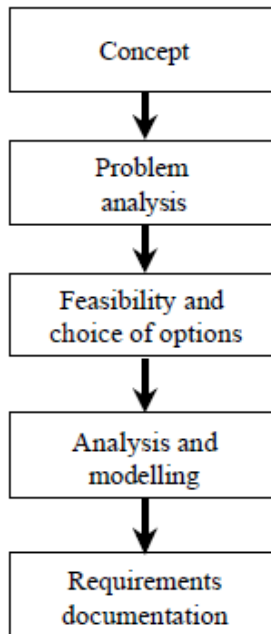 Concept
Problem
analysis
Feasibility and
choice of options
Analysis and
modelling
Requirements
documentation